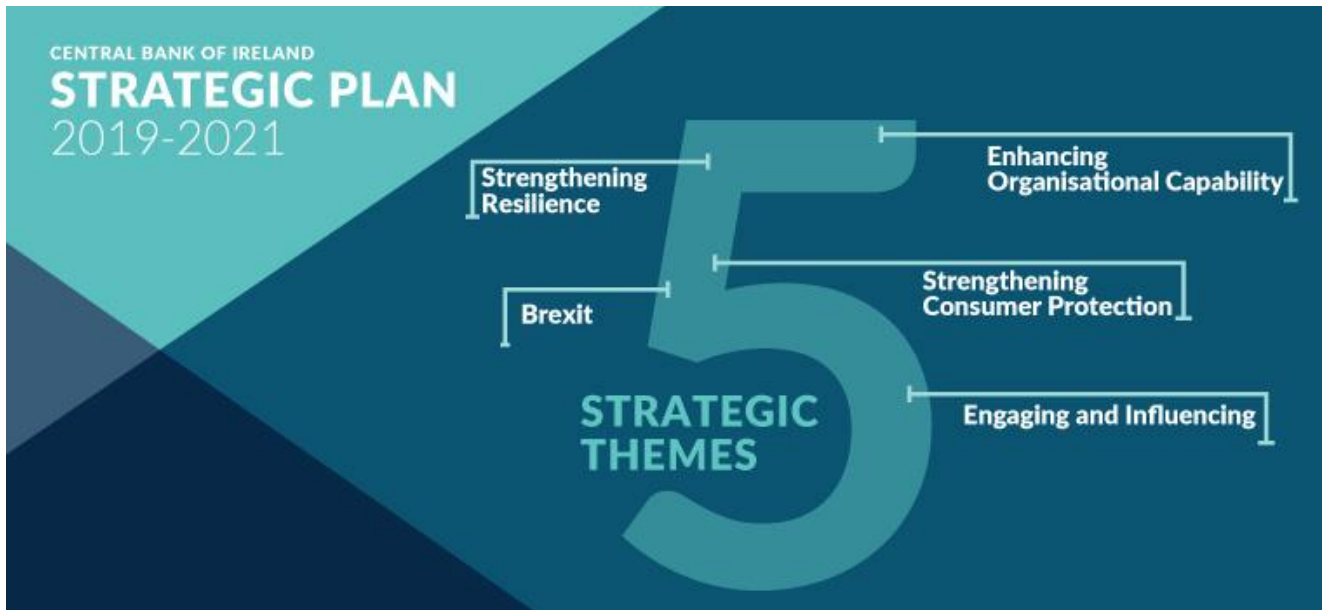 CENTRAL BANK OF IRELAND
STRATEGIC PLAN
2019-2021
Strengthening
Resilience
Brexit
5
STRATEGIC
THEMES
Enhancing
Organisational Capability
Strengthening
Consumer Protection
Engaging and Influencing